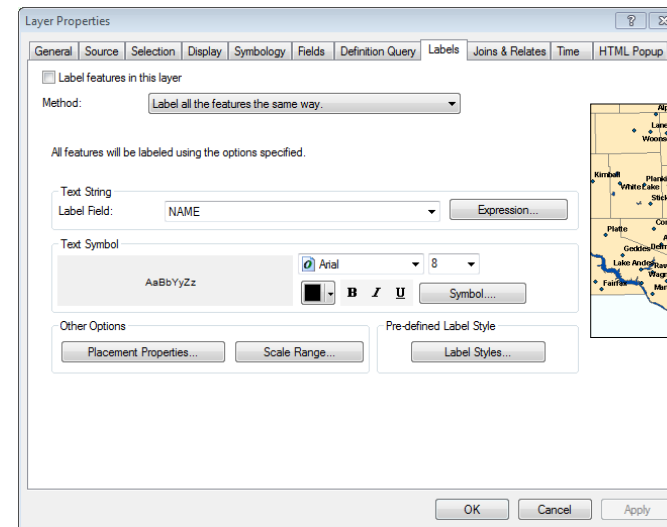 Layer Properties
General Source Selection Display Symbology Fields Definition Query Labels Joins & Relates Time HTML Popup
Label features in this layer
Method: Label all the features the same way.
All features will be labeled using the options specified.
Text String
Label Field: NAME Expression...
Text Symbol
AaBbYyZz
Arial 8
B I U Symbol....
Other Options
Placement Properties... Scale Range...
Pre-defined Label Style
Label Styles...
Kimball
White Lake
Platte
Geddes
Lake Andes
Fairfax
OK Cancel Apply